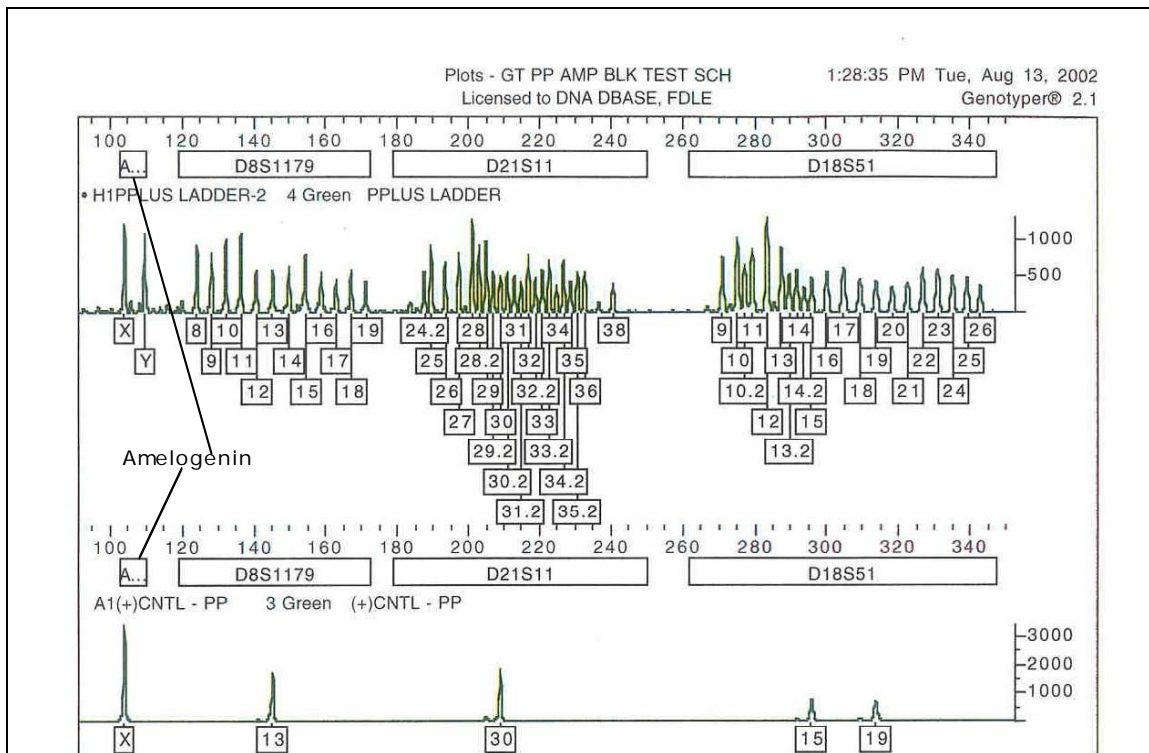 Plots - GT PP AMP BLK TEST SCH 1:28:35 PM Tue, Aug 13, 2002
Licensed to DNA DBASE, FDLE Genotyper® 2.1
100 120 140 160 180 200 220 240 260 280 300 320 340
A... D8S1179 D21S11 D18S51
• H1PPLUS LADDER-2 4 Green PPLUS LADDER
1000
500
X 8 10 13 16 19 24.2 28 31 34 38 9 11 14 17 20 23 26
Y 9 11 14 17 25 28.2 32 35 10 13 16 19 22 25
12 15 18 26 29 30 32.2 36 10.2 14.2 18 21 24
27 30 33 12 15
29.2 33.2 13.2
30.2 34.2
31.2 35.2
Amelogenin
100 120 140 160 180 200 220 240 260 280 300 320 340
A... D8S1179 D21S11 D18S51
A1(+)CNTL - PP 3 Green (+)CNTL - PP
3000
2000
1000
X 13 30 15 19